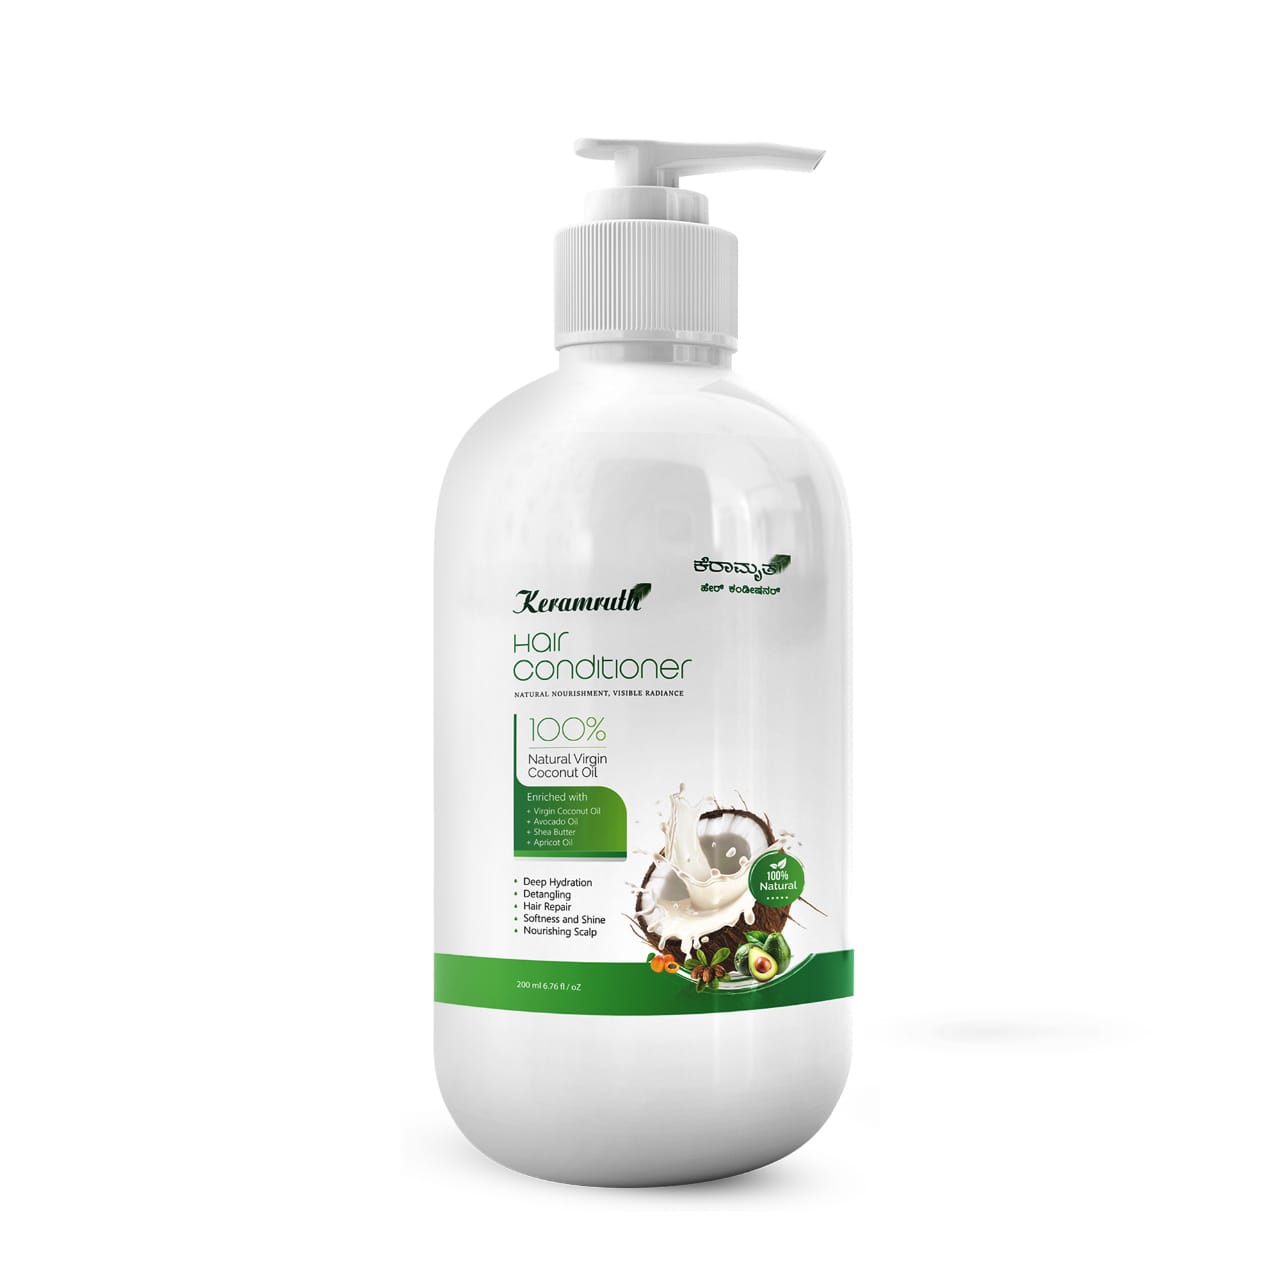 ಕೆರಾಮೃತ
ಹೇರ್ ಕಂಡೀಷನರ್
Keramruth
Hair
Conditioner
NATURAL NOURISHMENT, VISIBLE RADIANCE
100%
Natural Virgin
Coconut Oil
Enriched with
+ Virgin Coconut Oil
+ Avocado Oil
+ Shea Butter
+ Apricot Oil
Deep Hydration
Detangling
Hair Repair
Softness and Shine
Nourishing Scalp
100%
Natural
200 ml 6.76 fl / oZ